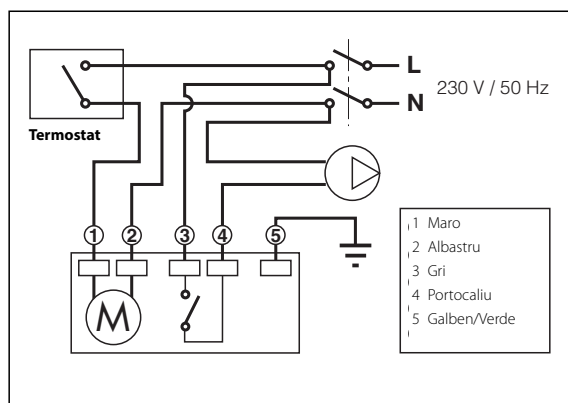 L
N
230 V / 50 Hz
Termostat
1 2 3 4 5
M
1 Maro
2 Albastru
3 Gri
4 Portocaliu
5 Galben/Verde